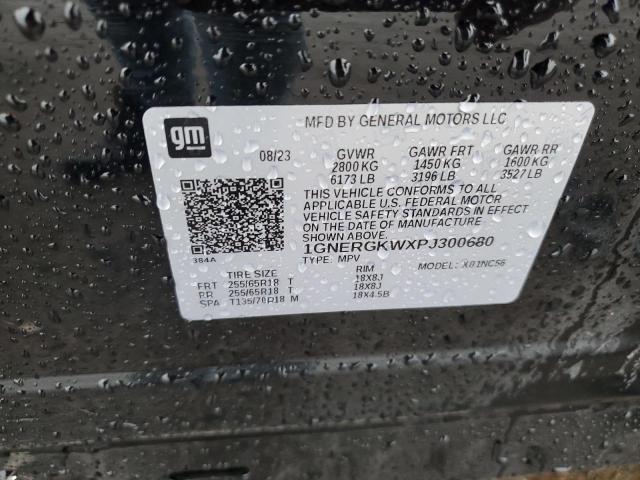 gm
MFD BY GENERAL MOTORS LLC
08/23 GVWR GAWR FRT GAWR RR
2800 KG 1450 KG 1600 KG
6173 LB 3196 LB 3527 LB
THIS VEHICLE CONFORMS TO ALL
APPLICABLE U.S. FEDERAL MOTOR
VEHICLE SAFETY STANDARDS IN EFFECT
ON THE DATE OF MANUFACTURE
SHOWN ABOVE.
1GNERGKWXPJ300680
384A
TYPE: MPV MODEL: X01NC56
TIRE SIZE RIM
FRT 255/65R18 T 18X8J
RR 255/65R18 T 18X8J
SPA T135/70R18 M 18X4.5B